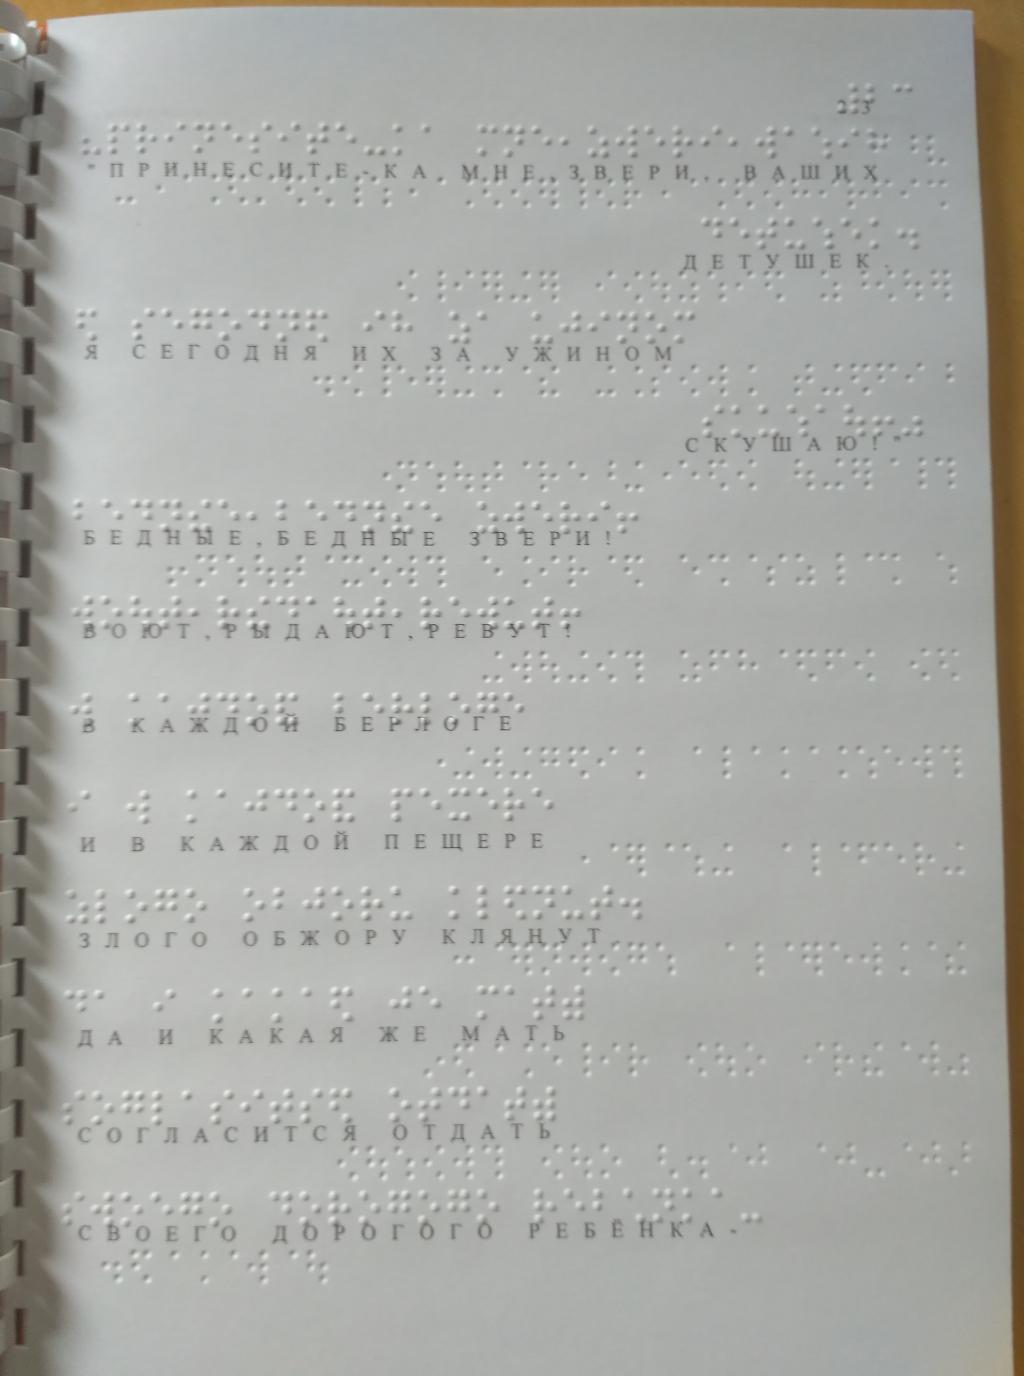 213
"ПРИНЕСИТЕ-КА,МНЕ,ЗВЕРИ,ВАШИХ
ДЕТУШЕК.
Я СЕГОДНЯ ИХ ЗА УЖИНОМ
СКУШАЮ!"
БЕДНЫЕ,БЕДНЫЕ ЗВЕРИ!
ВОЮТ,РЫДАЮТ,РЕВУТ!
В КАЖДОЙ БЕРЛОГЕ
И В КАЖДОЙ ПЕЩЕРЕ
ЗЛОГО ОБЖОРУ КЛЯНУТ.
ДА И КАКАЯ ЖЕ МАТЬ
СОГЛАСИТСЯ ОТДАТЬ
СВОЕГО ДОРОГОГО РЕБЁНКА-